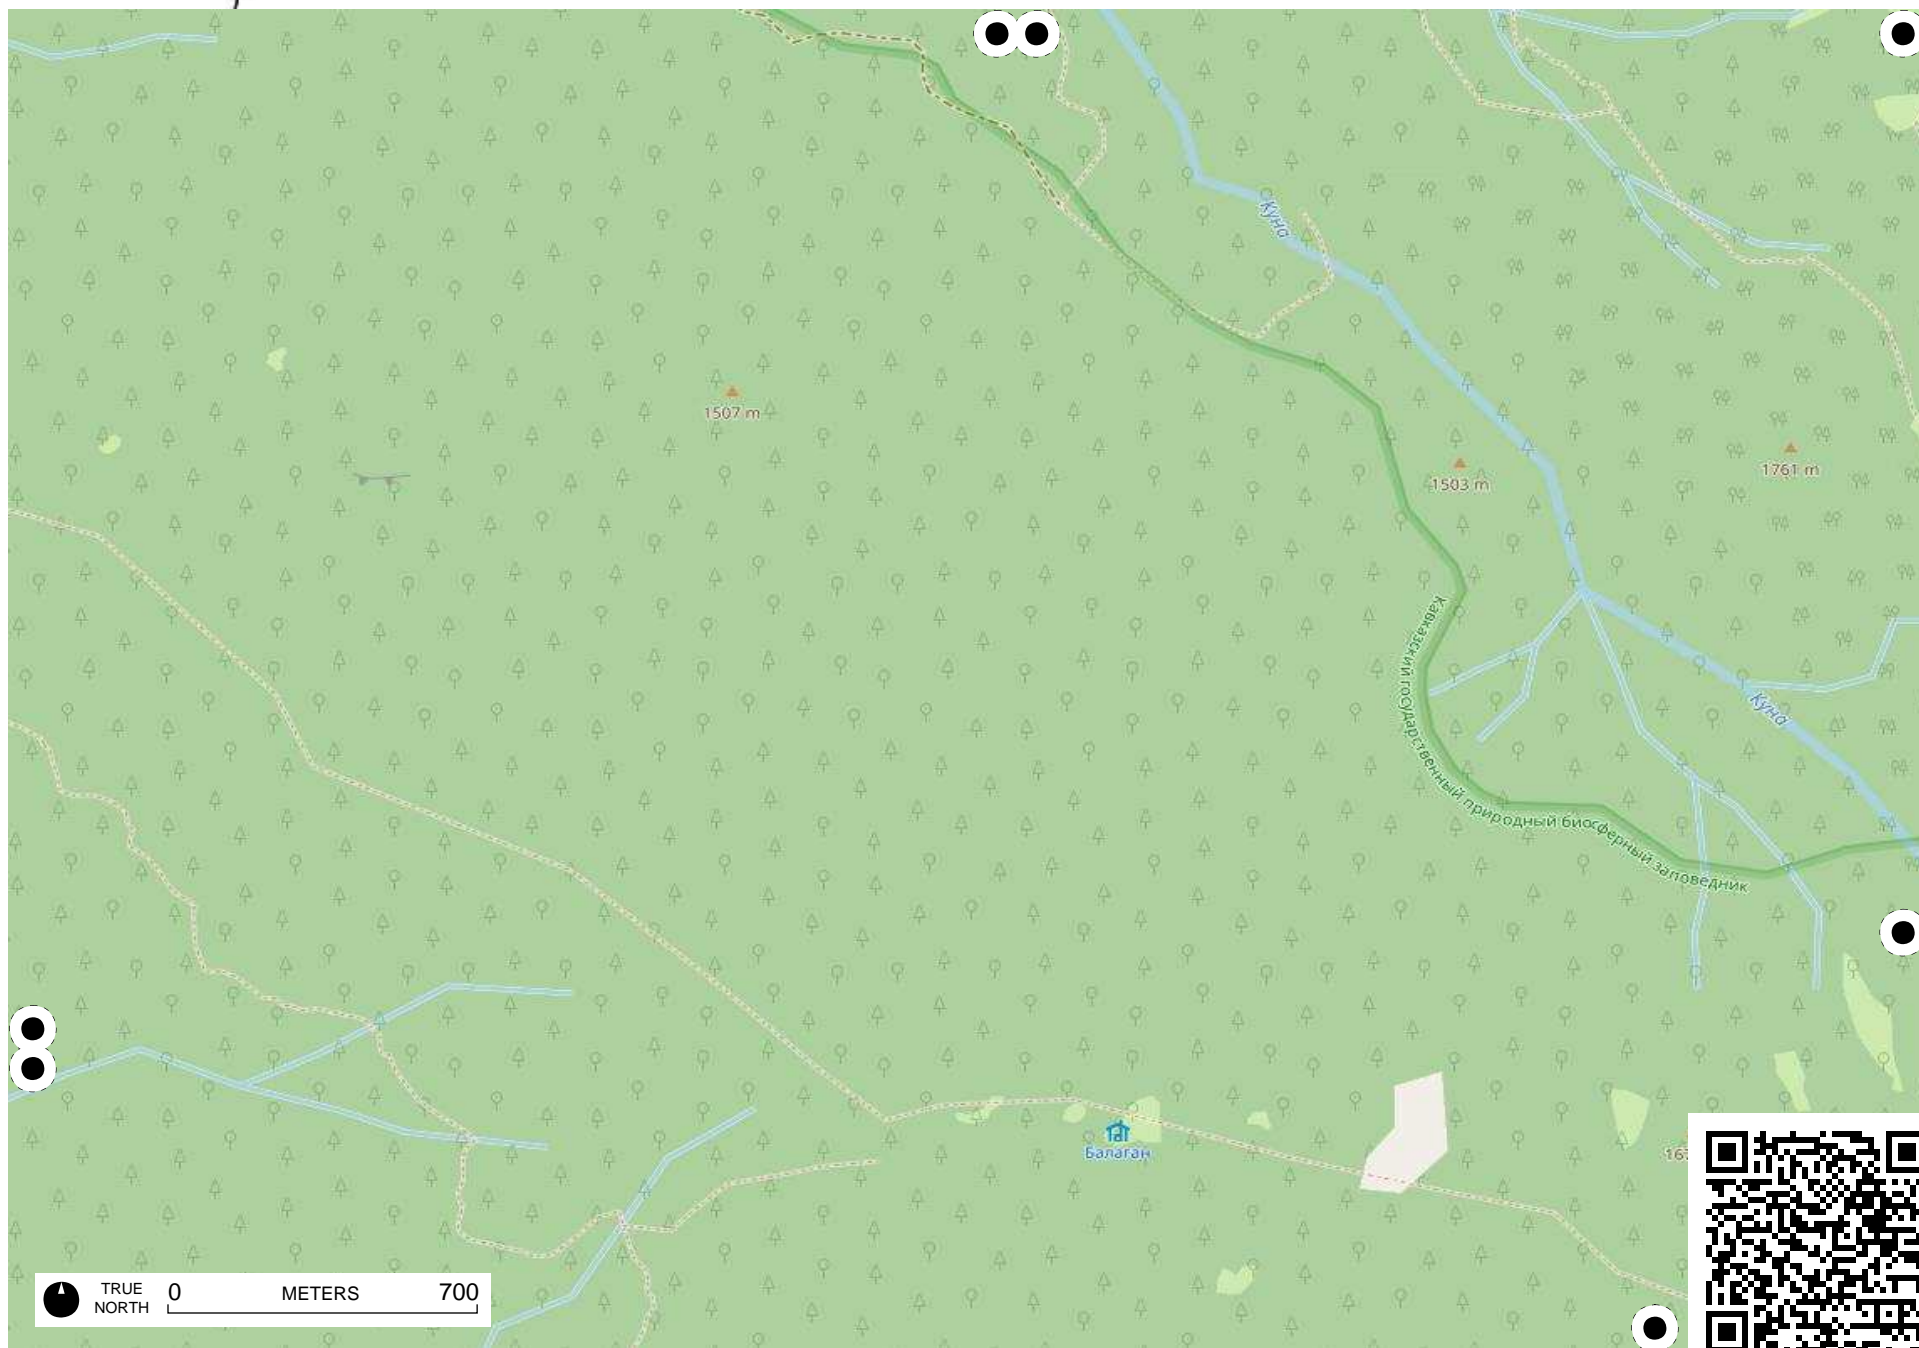 Куна
1507 m
1503 m
1761 m
Кавказский государственный природный биосферный заповедник
Куна
Балаган
TRUE NORTH
0 METERS 700